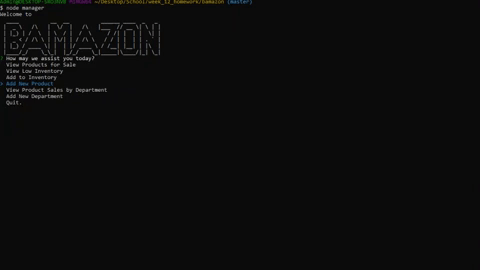 ~/Desktop/School/week_12_homework/bamazon (master)
$ node manager
Welcome to
BAMAZON
? How may we assist you today?
View Products for Sale
View Low Inventory
Add to Inventory
> Add New Product
View Product Sales by Department
Add New Department
Quit.